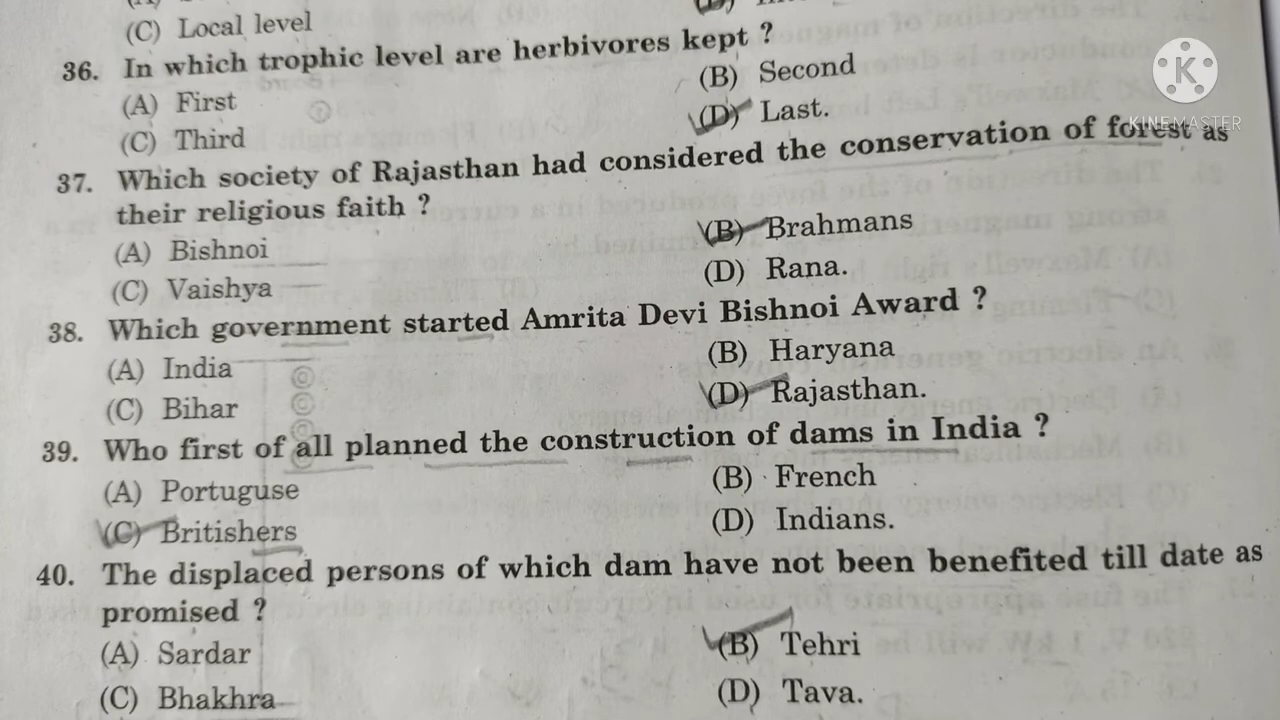 (C) Local level
36. In which trophic level are herbivores kept ?
(A) First
(B) Second
(C) Third
(D) Last.
37. Which society of Rajasthan had considered the conservation of forest as
their religious faith ?
(A) Bishnoi
(B) Brahmans
(C) Vaishya
(D) Rana.
38. Which government started Amrita Devi Bishnoi Award ?
(A) India
(B) Haryana
(C) Bihar
(D) Rajasthan.
39. Who first of all planned the construction of dams in India ?
(A) Portuguse
(B) French
(C) Britishers
(D) Indians.
40. The displaced persons of which dam have not been benefited till date as
promised ?
(A) Sardar
(B) Tehri
(C) Bhakhra
(D) Tava.
K
KINEMASTER